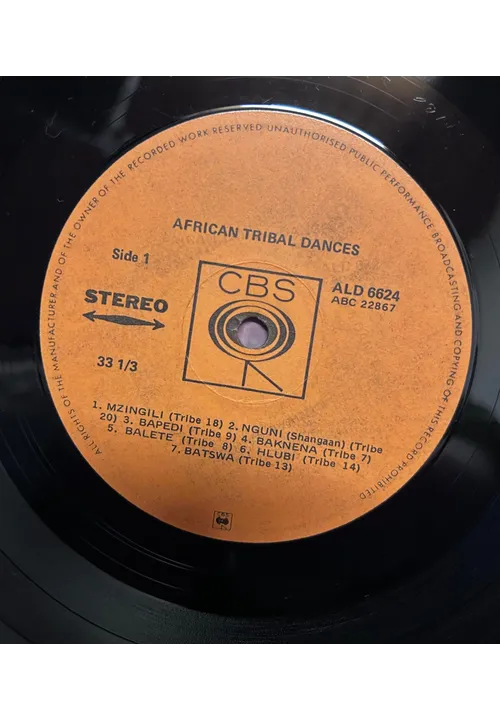 ALL RIGHTS OF THE MANUFACTURER AND OF THE OWNER OF THE RECORDED WORK RESERVED UNAUTHORISED PUBLIC PERFORMANCE BROADCASTING AND COPYING OF THIS RECORD PROHIBITED
AFRICAN TRIBAL DANCES
Side 1
CBS
ALD 6624
ABC 22867
STEREO
33 1/3
1. MZINGILI (Tribe 18) 2. NGUNI (Shangaan) (Tribe
20) 3. BAPEDI (Tribe 9) 4. BAKNENA (Tribe 7)
5. BALETE (Tribe 8) 6. HLUBI (Tribe 14)
7. BATSWA (Tribe 13)
CBS